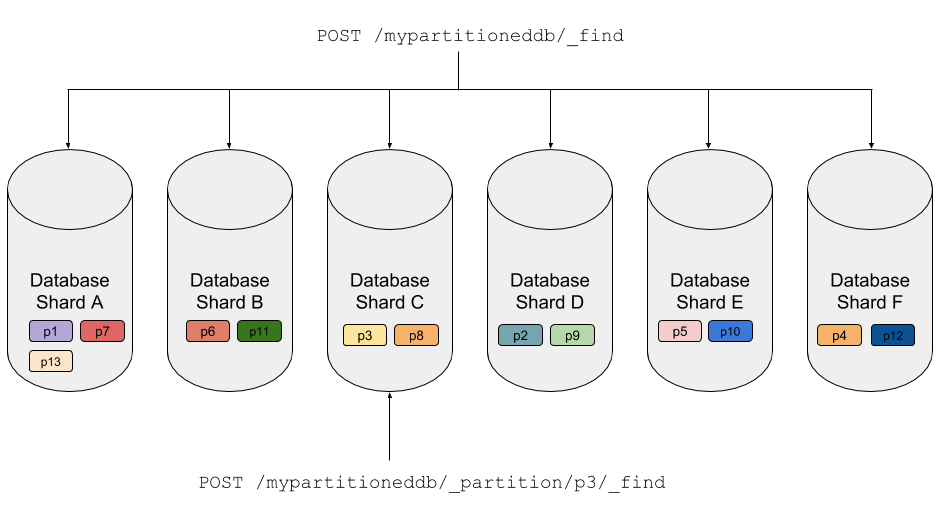 POST /mypartitioneddb/_find
Database
Shard A
p1 p7
p13
Database
Shard B
p6 p11
Database
Shard C
p3 p8
Database
Shard D
p2 p9
Database
Shard E
p5 p10
Database
Shard F
p4 p12
POST /mypartitioneddb/_partition/p3/_find